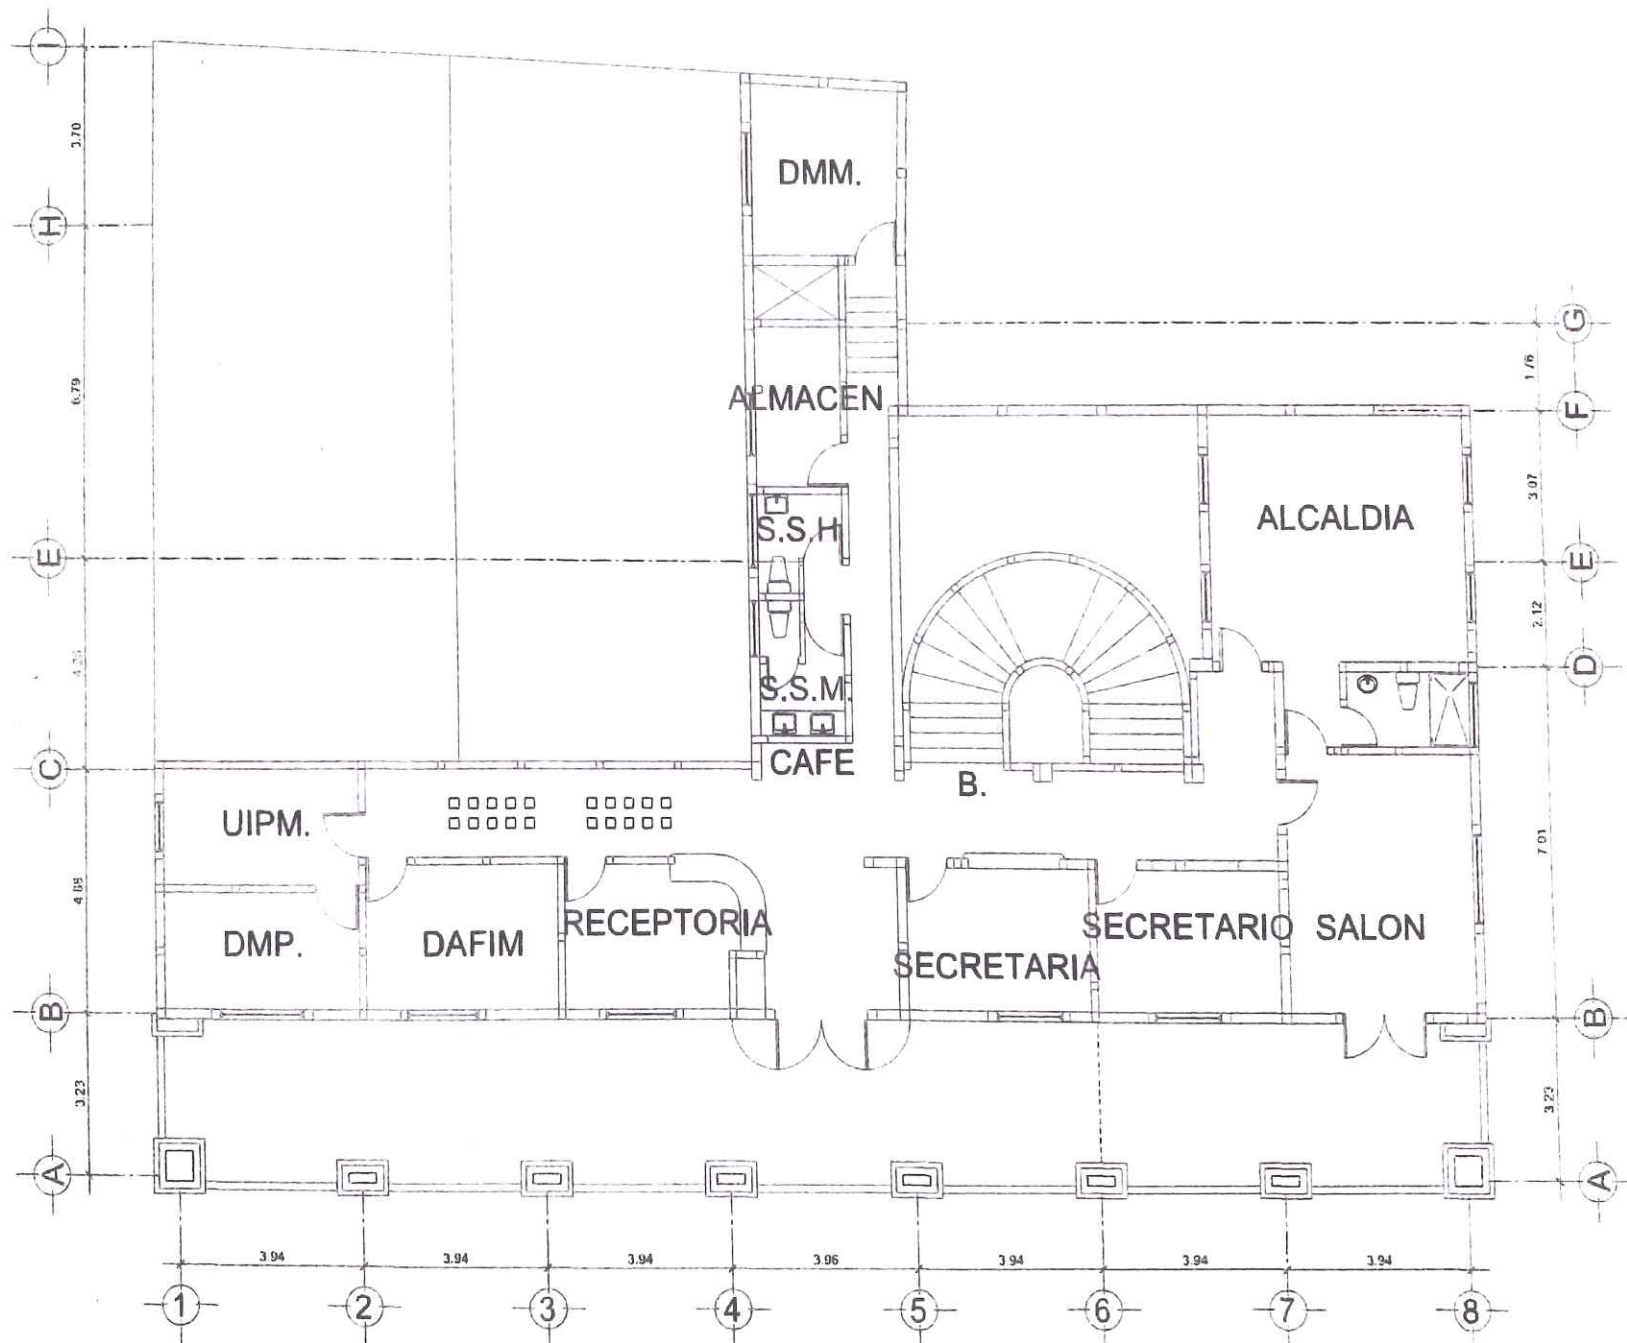 I
3.70
DMM.
H
G
1.76
6.79
ALMACEN
F
3.07
ALCALDIA
S.S.H
E
E
2.12
D
S.S.M.
C
CAFE
B.
UIPM.
7.01
4.88
RECEPTORIA
SECRETARIO
SALON
DMP.
DAFIM
SECRETARIA
B
B
3.23
3.23
A
A
3.94
3.94
3.94
3.96
3.94
3.94
3.94
1
2
3
4
5
6
7
8